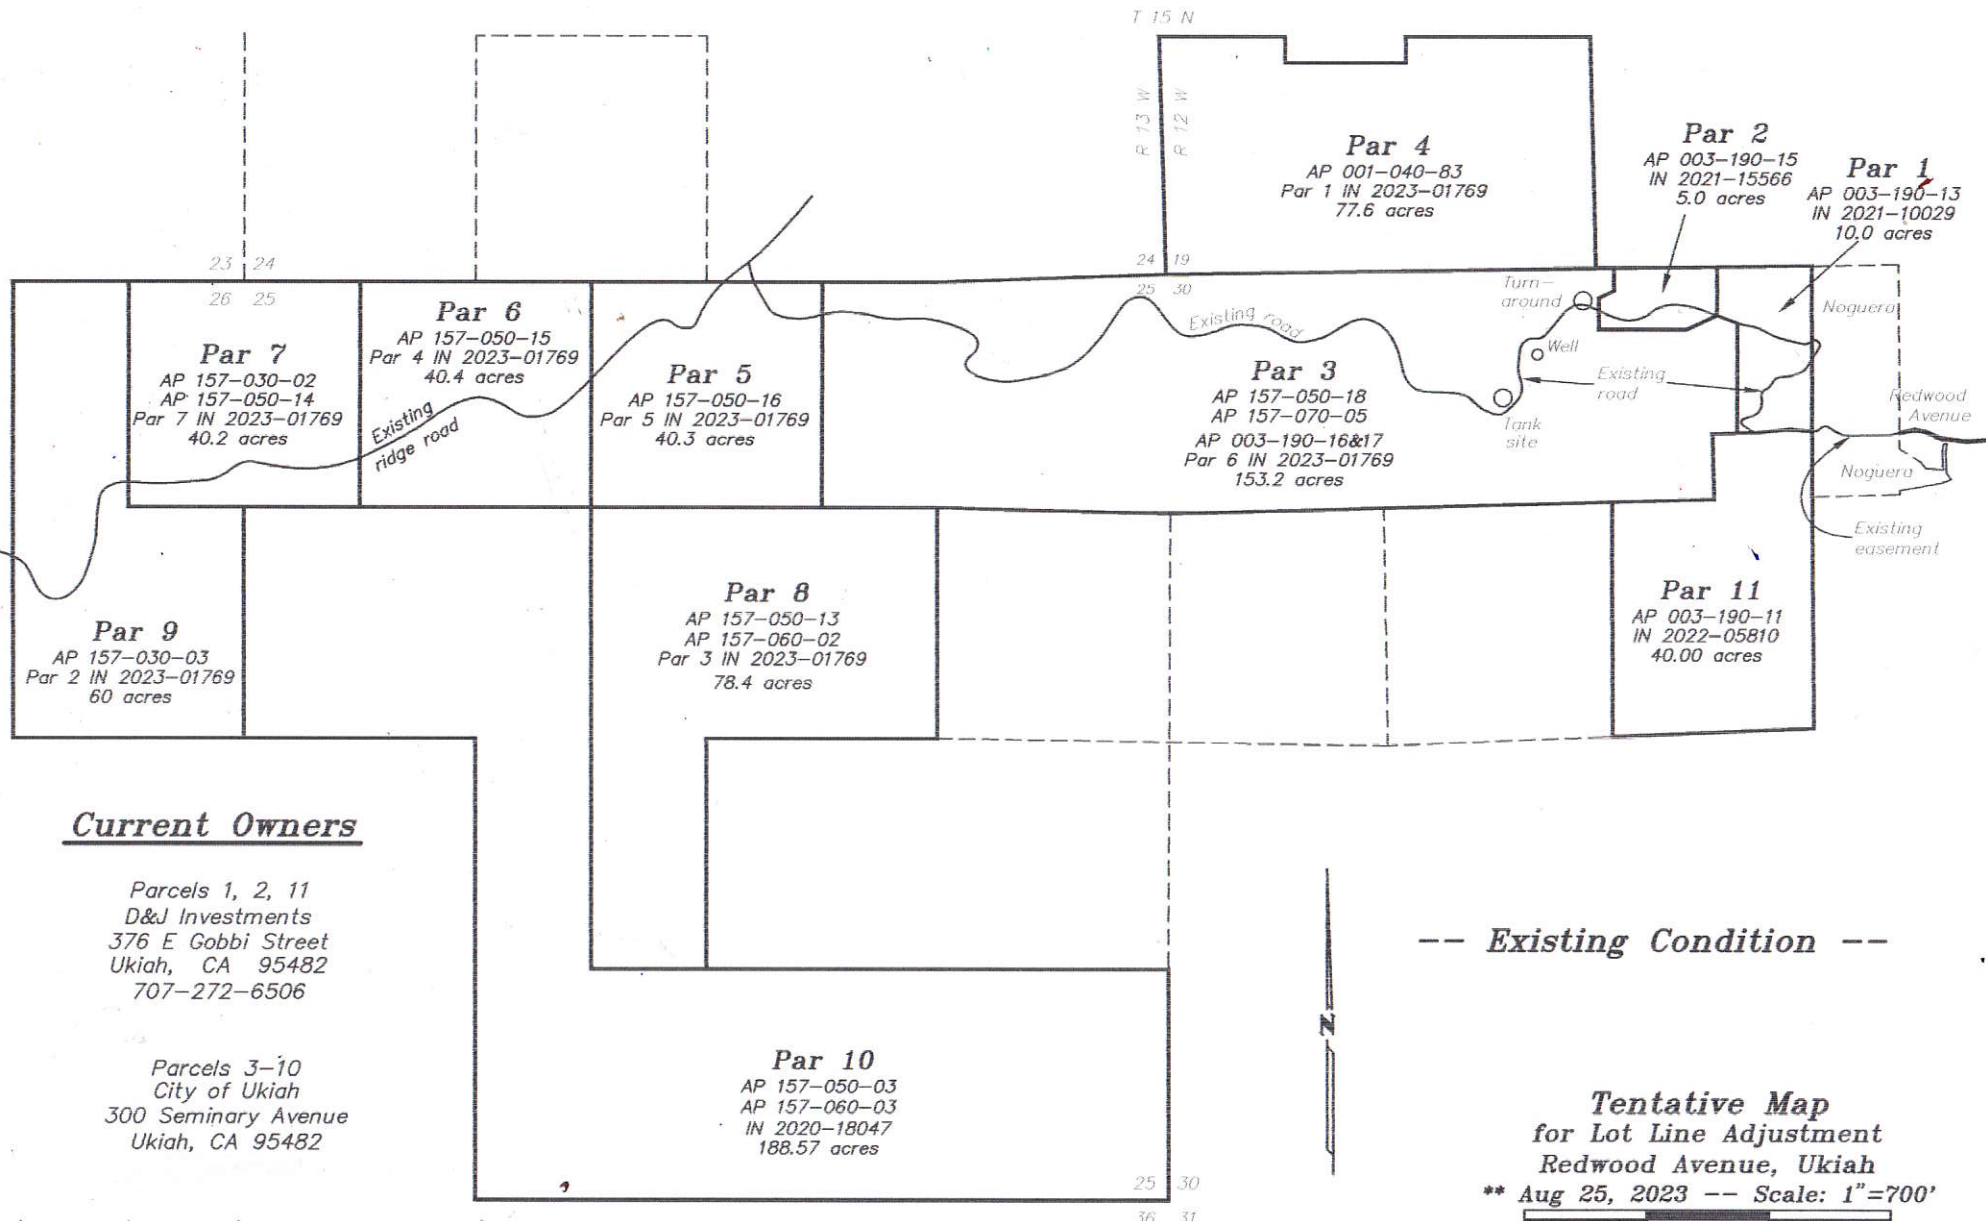 T 15 N
R 13 W
R 12 W
Par 4
AP 001-040-83
Par 1 IN 2023-01769
77.6 acres
Par 2
AP 003-190-15
IN 2021-15566
5.0 acres
Par 1
AP 003-190-13
IN 2021-10029
10.0 acres
23 24
26 25
24 19
25 30
Turn-
around
Noguera
Existing road
Well
Existing
road
Tank
site
Redwood
Avenue
Noguera
Existing
easement
Par 7
AP 157-030-02
AP 157-050-14
Par 7 IN 2023-01769
40.2 acres
Par 6
AP 157-050-15
Par 4 IN 2023-01769
40.4 acres
Existing
ridge road
Par 5
AP 157-050-16
Par 5 IN 2023-01769
40.3 acres
Par 3
AP 157-050-18
AP 157-070-05
AP 003-190-16&17
Par 6 IN 2023-01769
153.2 acres
Par 9
AP 157-030-03
Par 2 IN 2023-01769
60 acres
Par 8
AP 157-050-13
AP 157-060-02
Par 3 IN 2023-01769
78.4 acres
Par 11
AP 003-190-11
IN 2022-05810
40.00 acres
Current Owners
Parcels 1, 2, 11
D&J Investments
376 E Gobbi Street
Ukiah, CA 95482
707-272-6506
Parcels 3-10
City of Ukiah
300 Seminary Avenue
Ukiah, CA 95482
Par 10
AP 157-050-03
AP 157-060-03
IN 2020-18047
188.57 acres
25 30
36 31
N
-- Existing Condition --
Tentative Map
for Lot Line Adjustment
Redwood Avenue, Ukiah
** Aug 25, 2023 -- Scale: 1"=700'